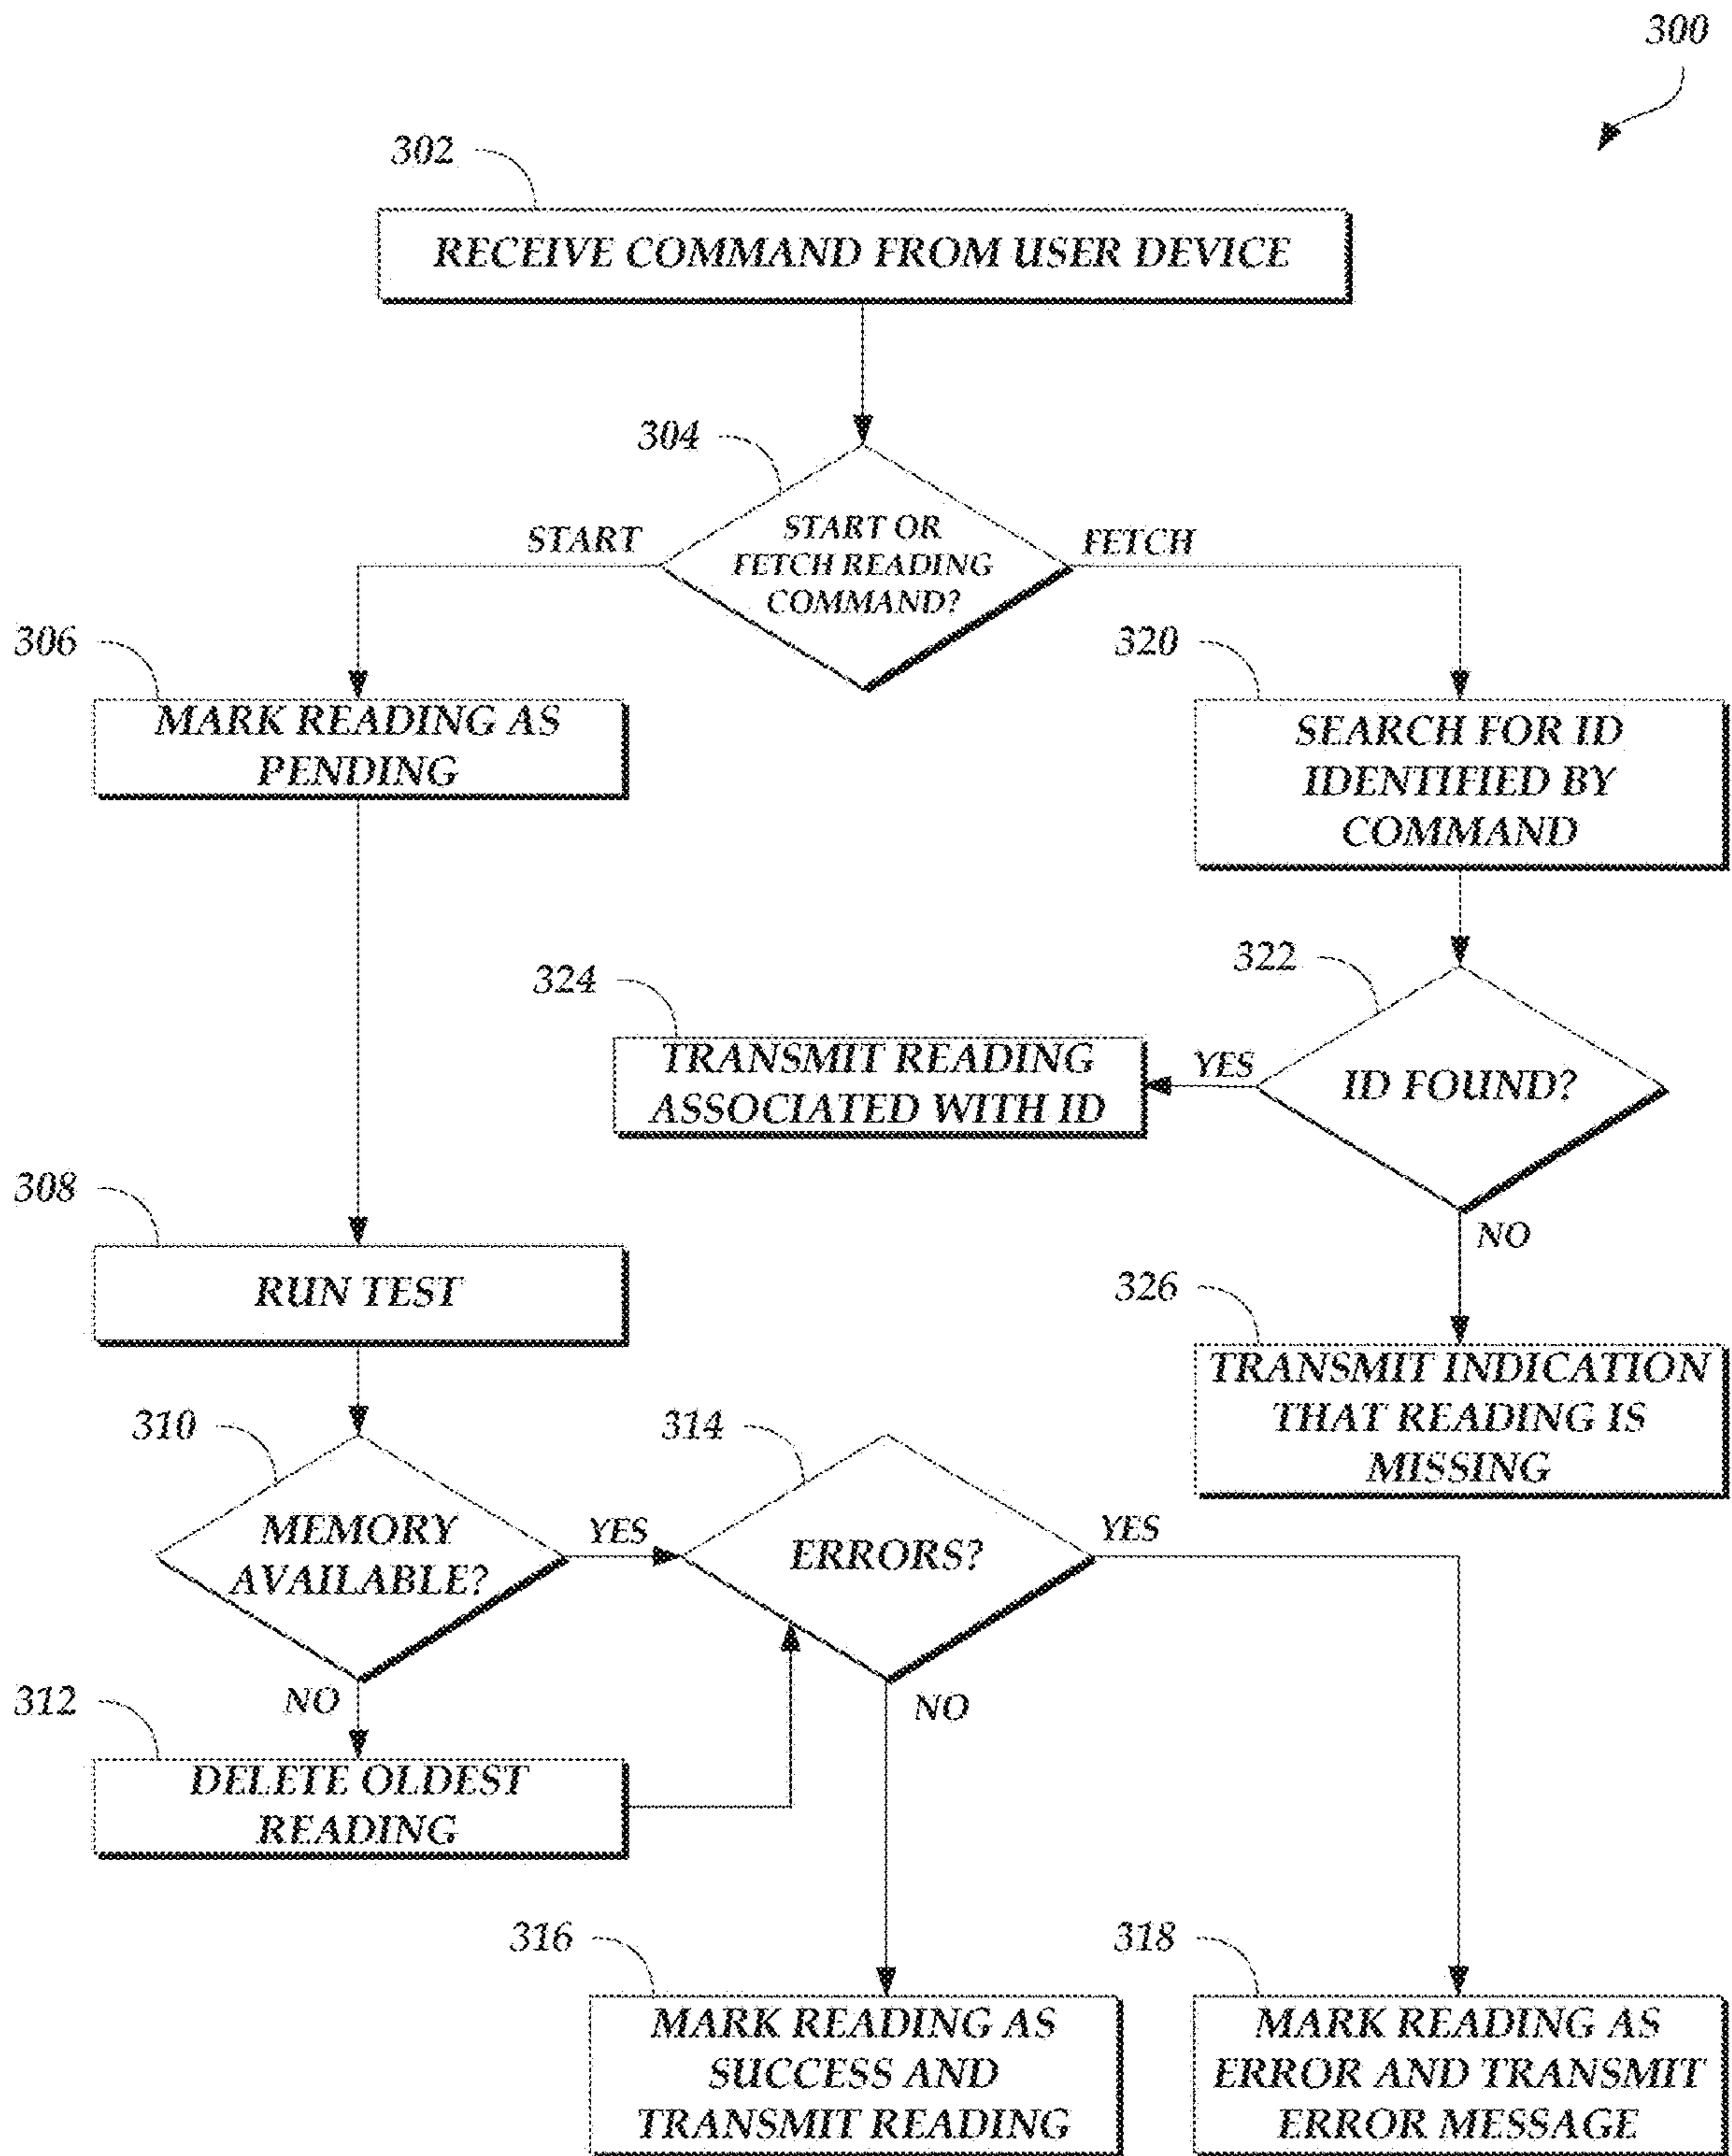 300
302
RECEIVE COMMAND FROM USER DEVICE
304
START OR
FETCH READING
COMMAND?
START
FETCH
306
MARK READING AS
PENDING
320
SEARCH FOR ID
IDENTIFIED BY
COMMAND
322
ID FOUND?
YES
324
TRANSMIT READING
ASSOCIATED WITH ID
NO
308
RUN TEST
326
TRANSMIT INDICATION
THAT READING IS
MISSING
310
MEMORY
AVAILABLE?
YES
314
ERRORS?
YES
NO
312
DELETE OLDEST
READING
NO
316
MARK READING AS
SUCCESS AND
TRANSMIT READING
318
MARK READING AS
ERROR AND TRANSMIT
ERROR MESSAGE